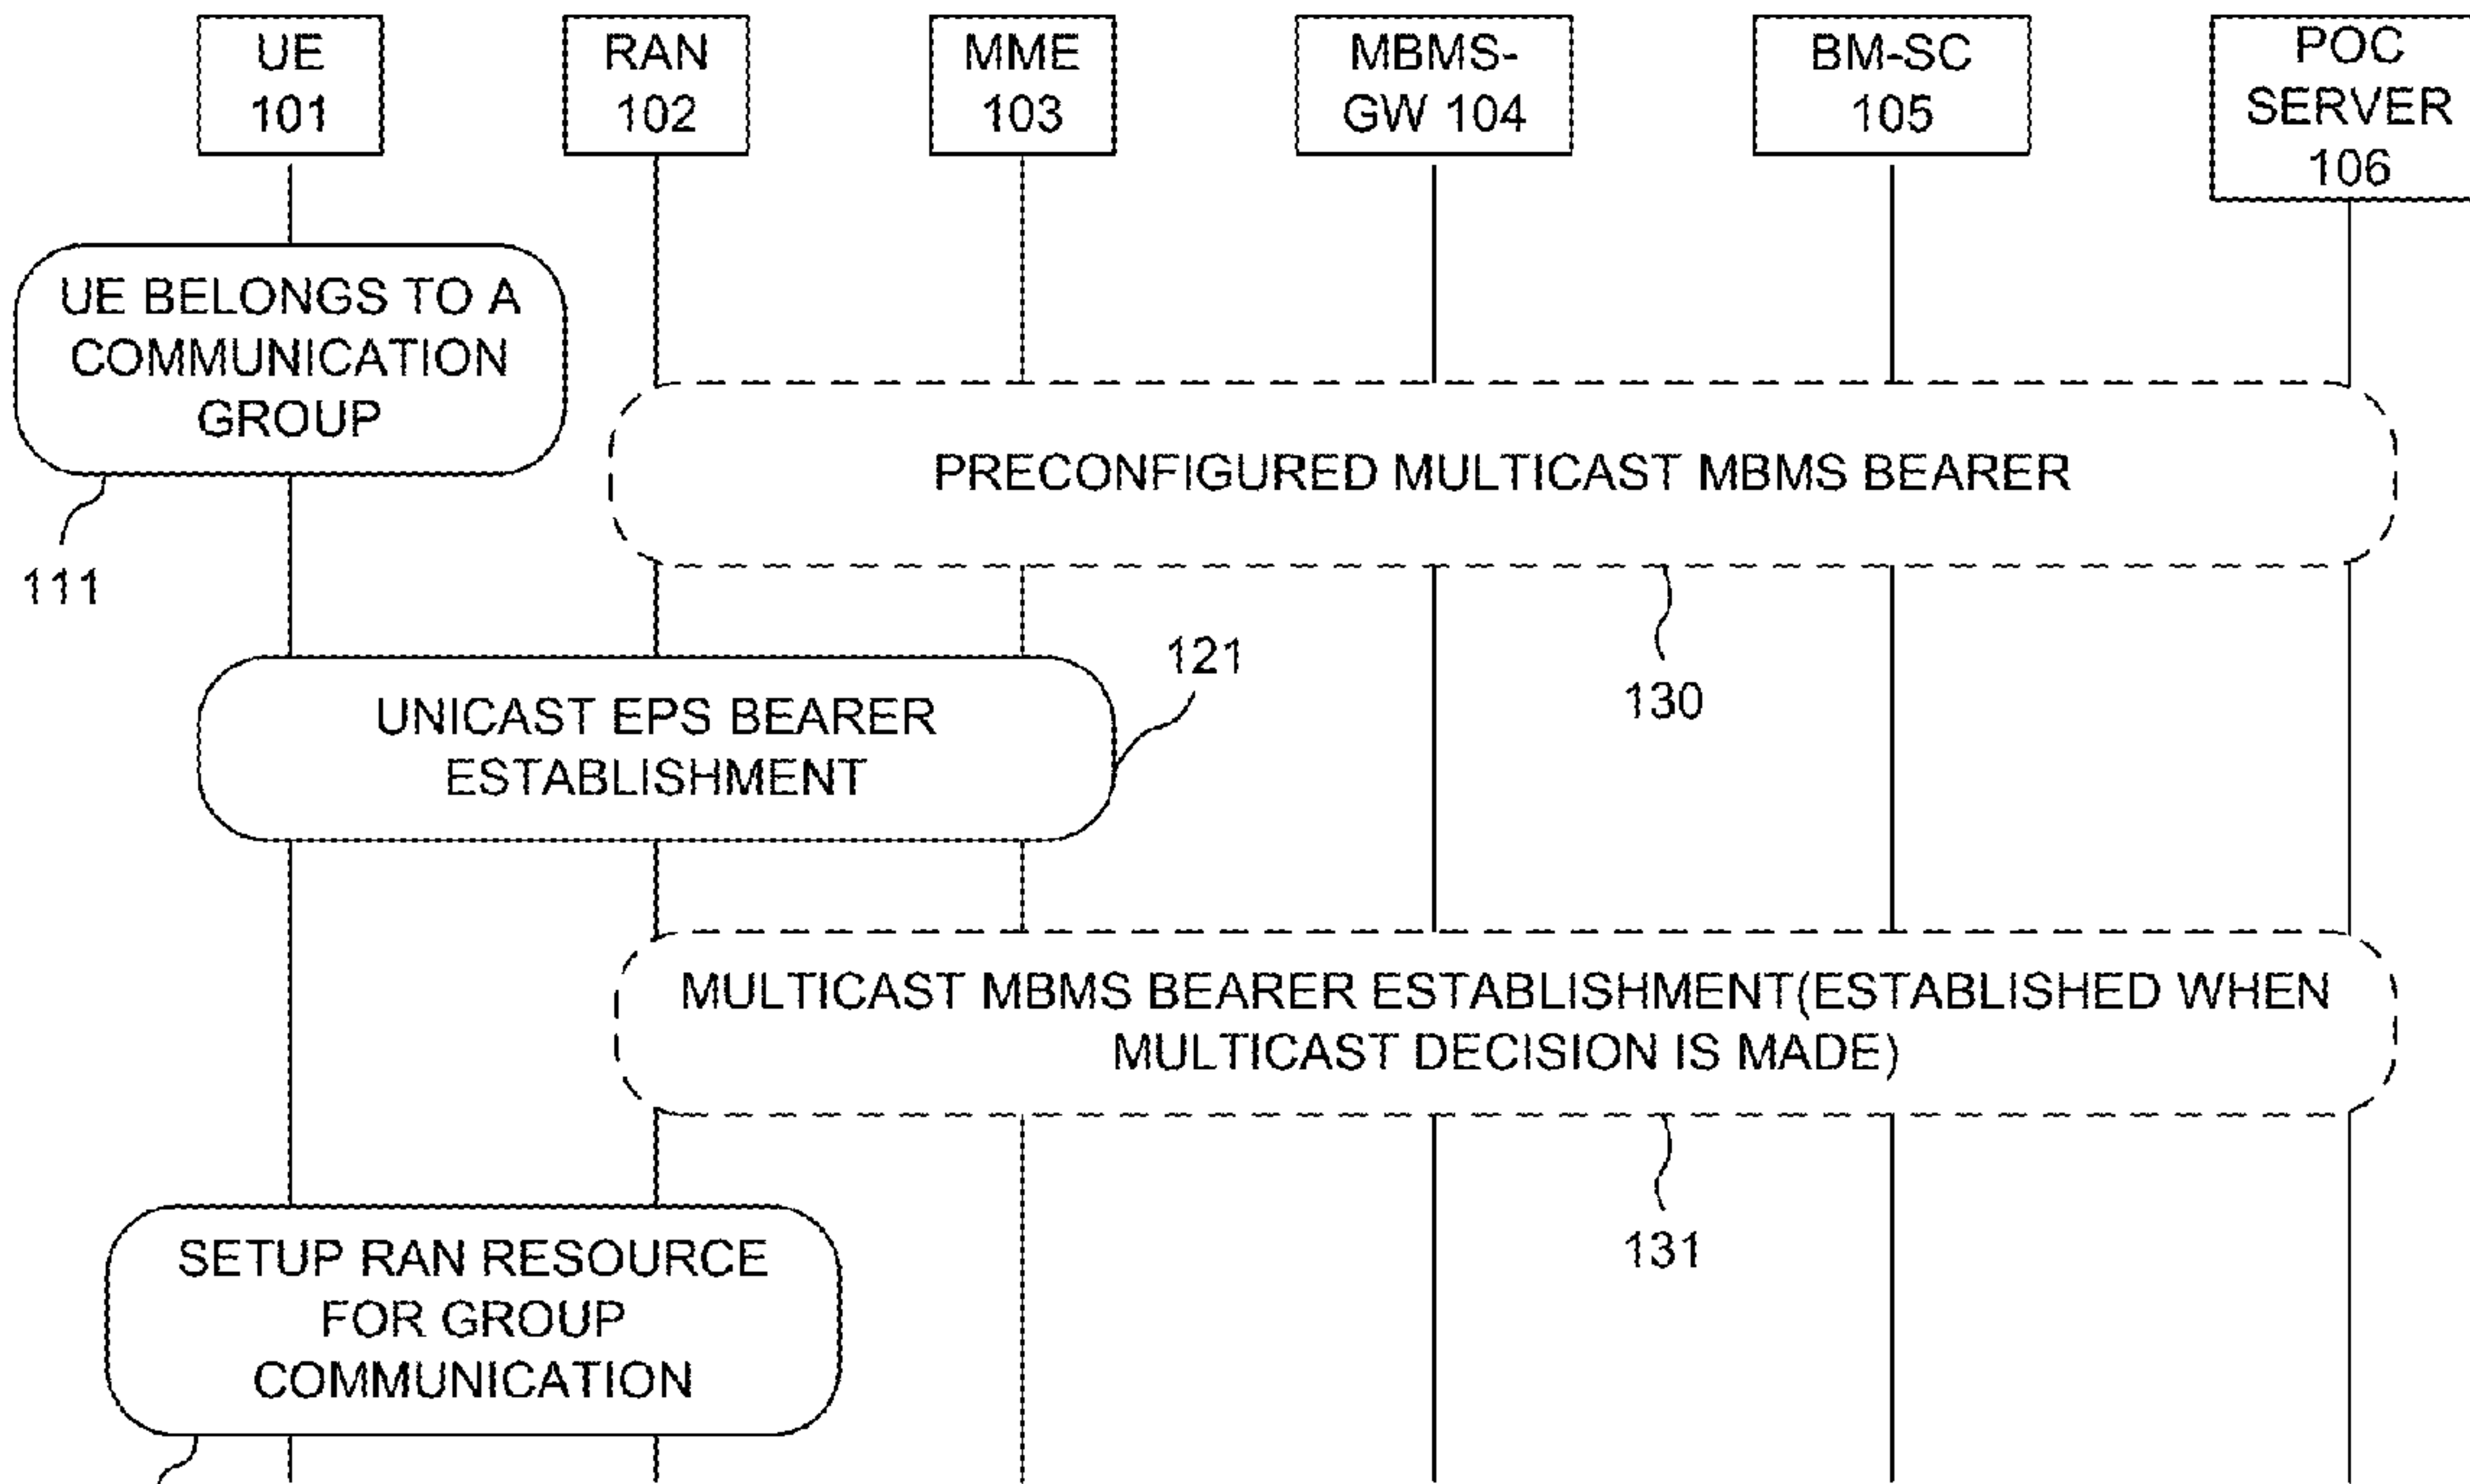 UE
101
RAN
102
MME
103
MBMS-
GW 104
BM-SC
105
POC
SERVER
106
UE BELONGS TO A
COMMUNICATION
GROUP
111
PRECONFIGURED MULTICAST MBMS BEARER
130
UNICAST EPS BEARER
ESTABLISHMENT
121
MULTICAST MBMS BEARER ESTABLISHMENT(ESTABLISHED WHEN
MULTICAST DECISION IS MADE)
131
SETUP RAN RESOURCE
FOR GROUP
COMMUNICATION